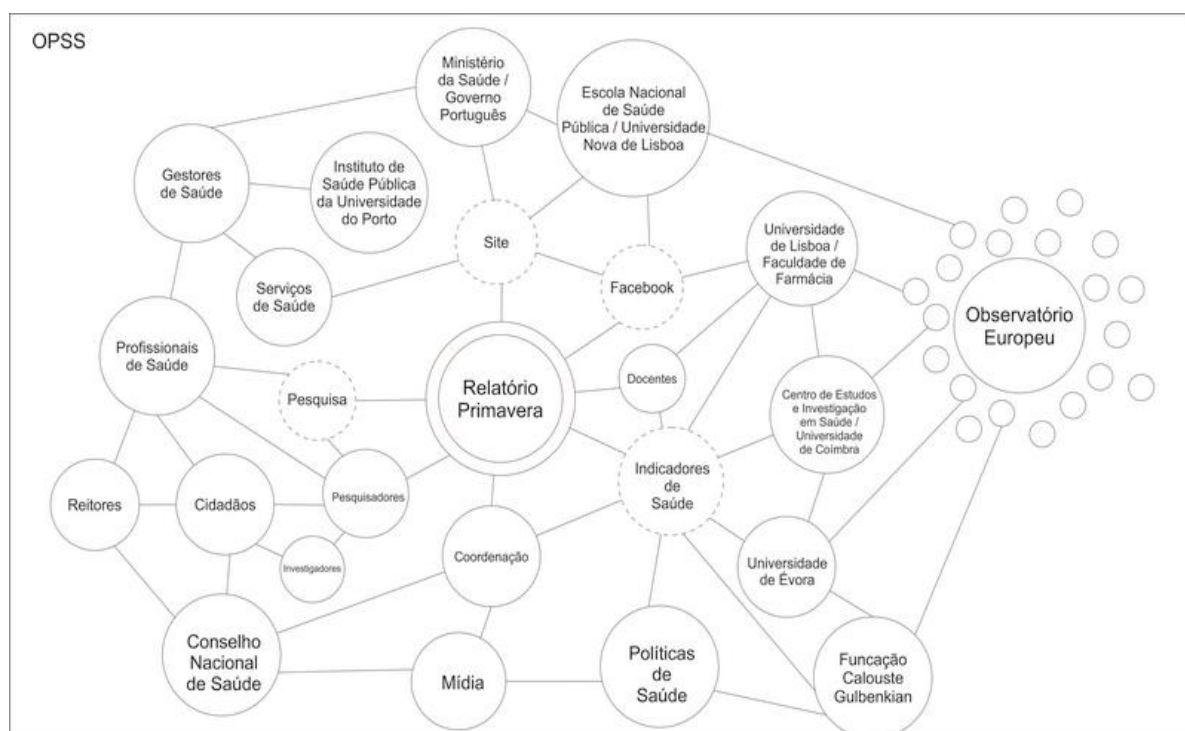 OPSS
Ministério
da Saúde /
Governo
Português
Escola Nacional
de Saúde
Pública / Universidade
Nova de Lisboa
Gestores
de Saúde
Instituto de
Saúde Pública
da Universidade
do Porto
Site
Universidade
de Lisboa /
Faculdade de
Farmácia
Serviços
de Saúde
Facebook
Observatório
Europeu
Profissionais
de Saúde
Pesquisa
Relatório
Primavera
Docentes
Centro de Estudos
e Investigação
em Saúde /
Universidade
de Coimbra
Indicadores
de
Saúde
Reitores
Cidadãos
Pesquisadores
Investigadores
Coordenação
Universidade
de Évora
Conselho
Nacional
de Saúde
Mídia
Políticas
de
Saúde
Funcação
Calouste
Gulbenkian